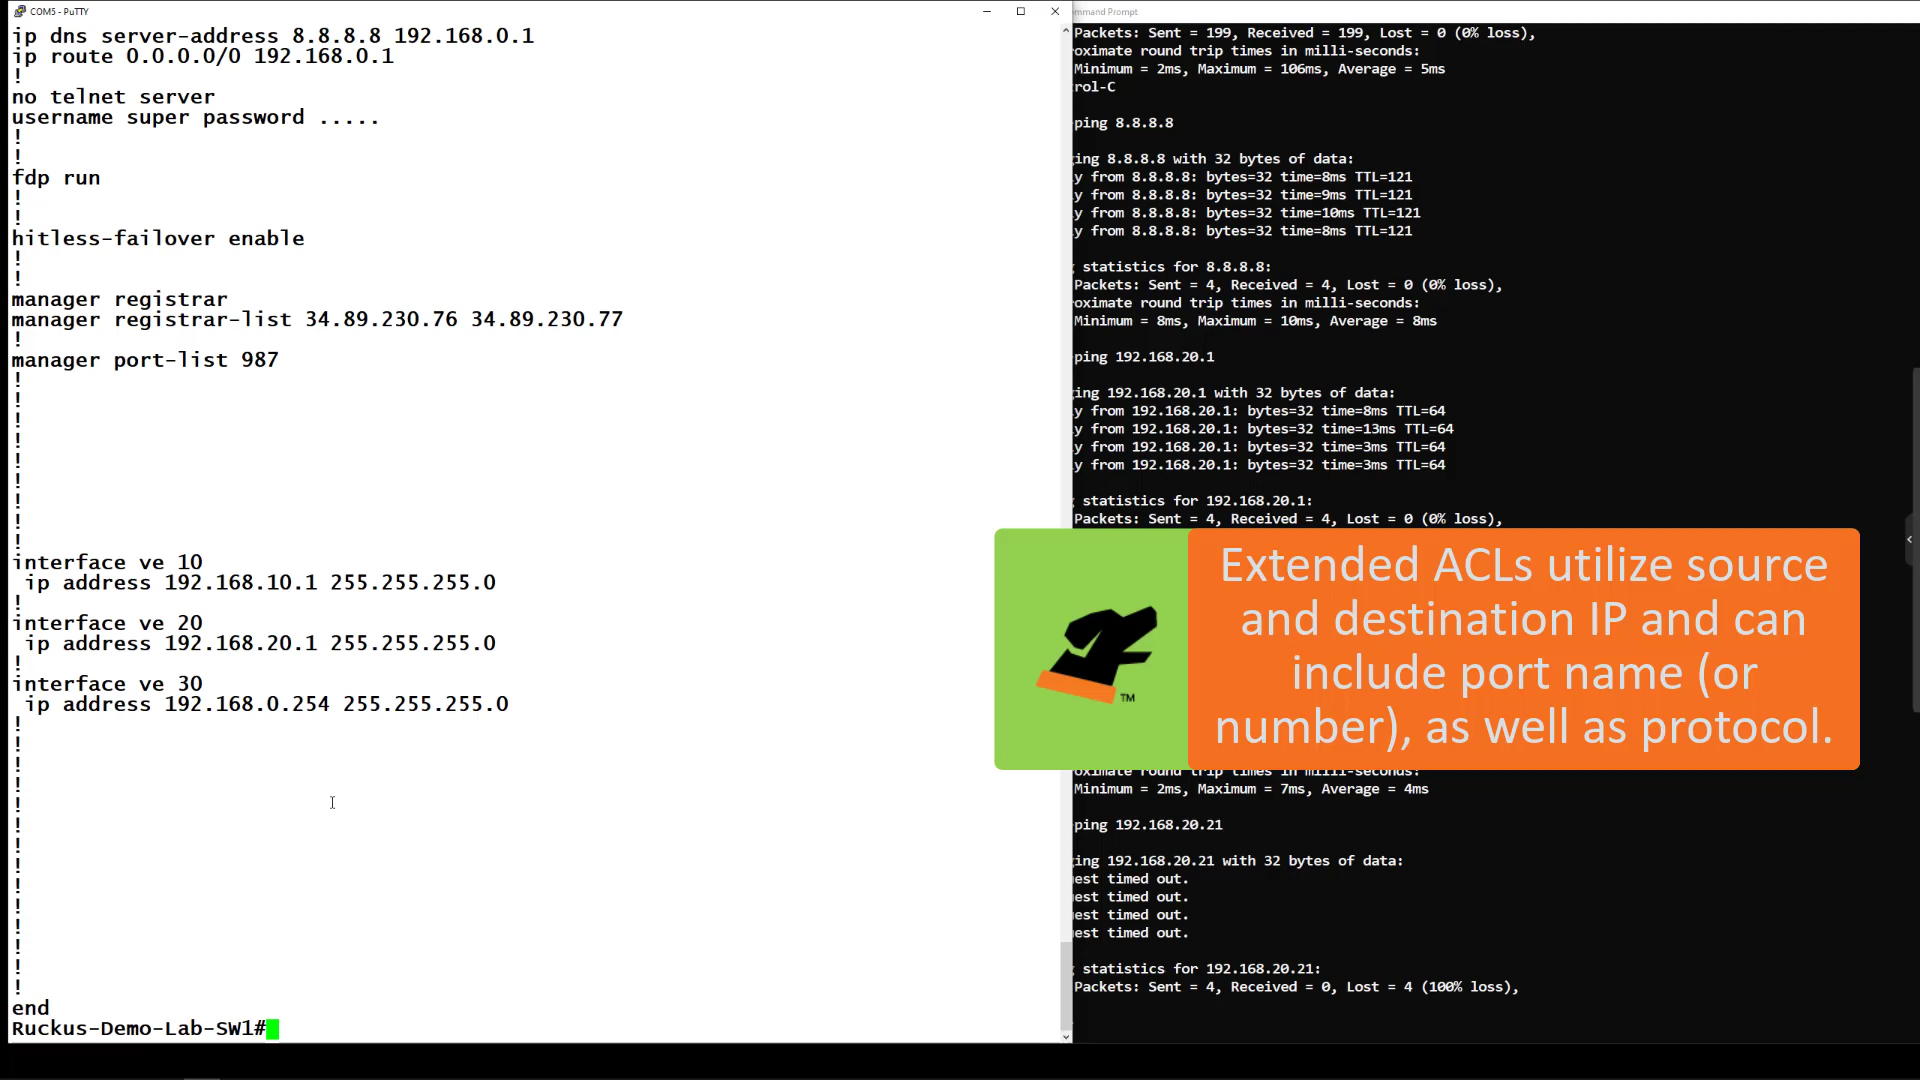 COM5 - PuTTY
ip dns server-address 8.8.8.8 192.168.0.1
ip route 0.0.0.0/0 192.168.0.1
!
no telnet server
username super password .....
!
!
fdp run
!
!
hitless-failover enable
!
!
manager registrar
manager registrar-list 34.89.230.76 34.89.230.77
!
manager port-list 987
!
!
!
!
!
!
!
!
!
interface ve 10
ip address 192.168.10.1 255.255.255.0
!
interface ve 20
ip address 192.168.20.1 255.255.255.0
!
interface ve 30
ip address 192.168.0.254 255.255.255.0
!
!
!
!
!
!
!
!
!
!
!
!
!
!
end
Ruckus-Demo-Lab-SW1#
ommand Prompt
Packets: Sent = 199, Received = 199, Lost = 0 (0% loss),
roximate round trip times in milli-seconds:
Minimum = 2ms, Maximum = 106ms, Average = 5ms
rol-C
ping 8.8.8.8
ing 8.8.8.8 with 32 bytes of data:
y from 8.8.8.8: bytes=32 time=8ms TTL=121
y from 8.8.8.8: bytes=32 time=9ms TTL=121
y from 8.8.8.8: bytes=32 time=10ms TTL=121
y from 8.8.8.8: bytes=32 time=8ms TTL=121
statistics for 8.8.8.8:
Packets: Sent = 4, Received = 4, Lost = 0 (0% loss),
roximate round trip times in milli-seconds:
Minimum = 8ms, Maximum = 10ms, Average = 8ms
ping 192.168.20.1
ing 192.168.20.1 with 32 bytes of data:
y from 192.168.20.1: bytes=32 time=8ms TTL=64
y from 192.168.20.1: bytes=32 time=13ms TTL=64
y from 192.168.20.1: bytes=32 time=3ms TTL=64
y from 192.168.20.1: bytes=32 time=3ms TTL=64
statistics for 192.168.20.1:
Packets: Sent = 4, Received = 4, Lost = 0 (0% loss),
Extended ACLs utilize source
and destination IP and can
include port name (or
number), as well as protocol.
TM
oximate round trip times in milli-seconds:
Minimum = 2ms, Maximum = 7ms, Average = 4ms
ping 192.168.20.21
ing 192.168.20.21 with 32 bytes of data:
est timed out.
est timed out.
est timed out.
est timed out.
statistics for 192.168.20.21:
Packets: Sent = 4, Received = 0, Lost = 4 (100% loss),